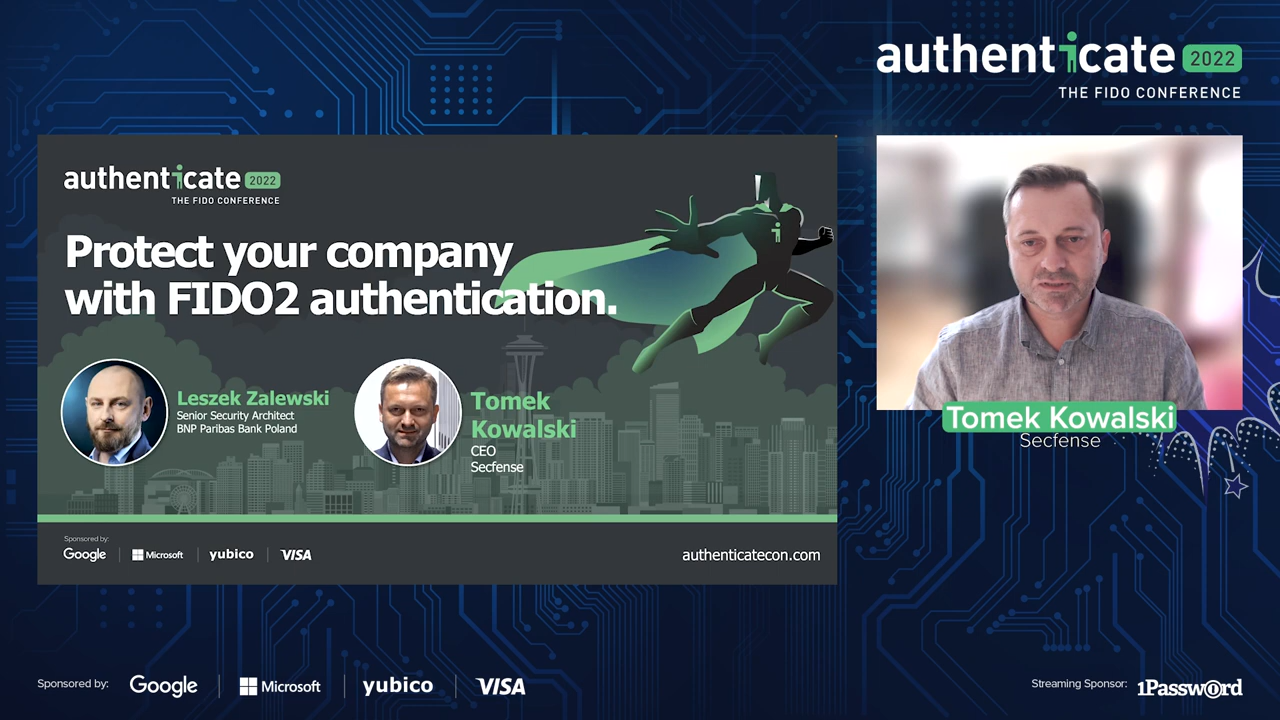 authenticate 2022
THE FIDO CONFERENCE
authenticate 2022
THE FIDO CONFERENCE
Protect your company
with FIDO2 authentication.
Leszek Zalewski
Senior Security Architect
BNP Paribas Bank Poland
Tomek
Kowalski
CEO
Secfense
Sponsored by:
Google Microsoft yubico VISA
authenticatecon.com
Tomek Kowalski
Secfense
Sponsored by: Google Microsoft yubico VISA
Streaming Sponsor: 1Password